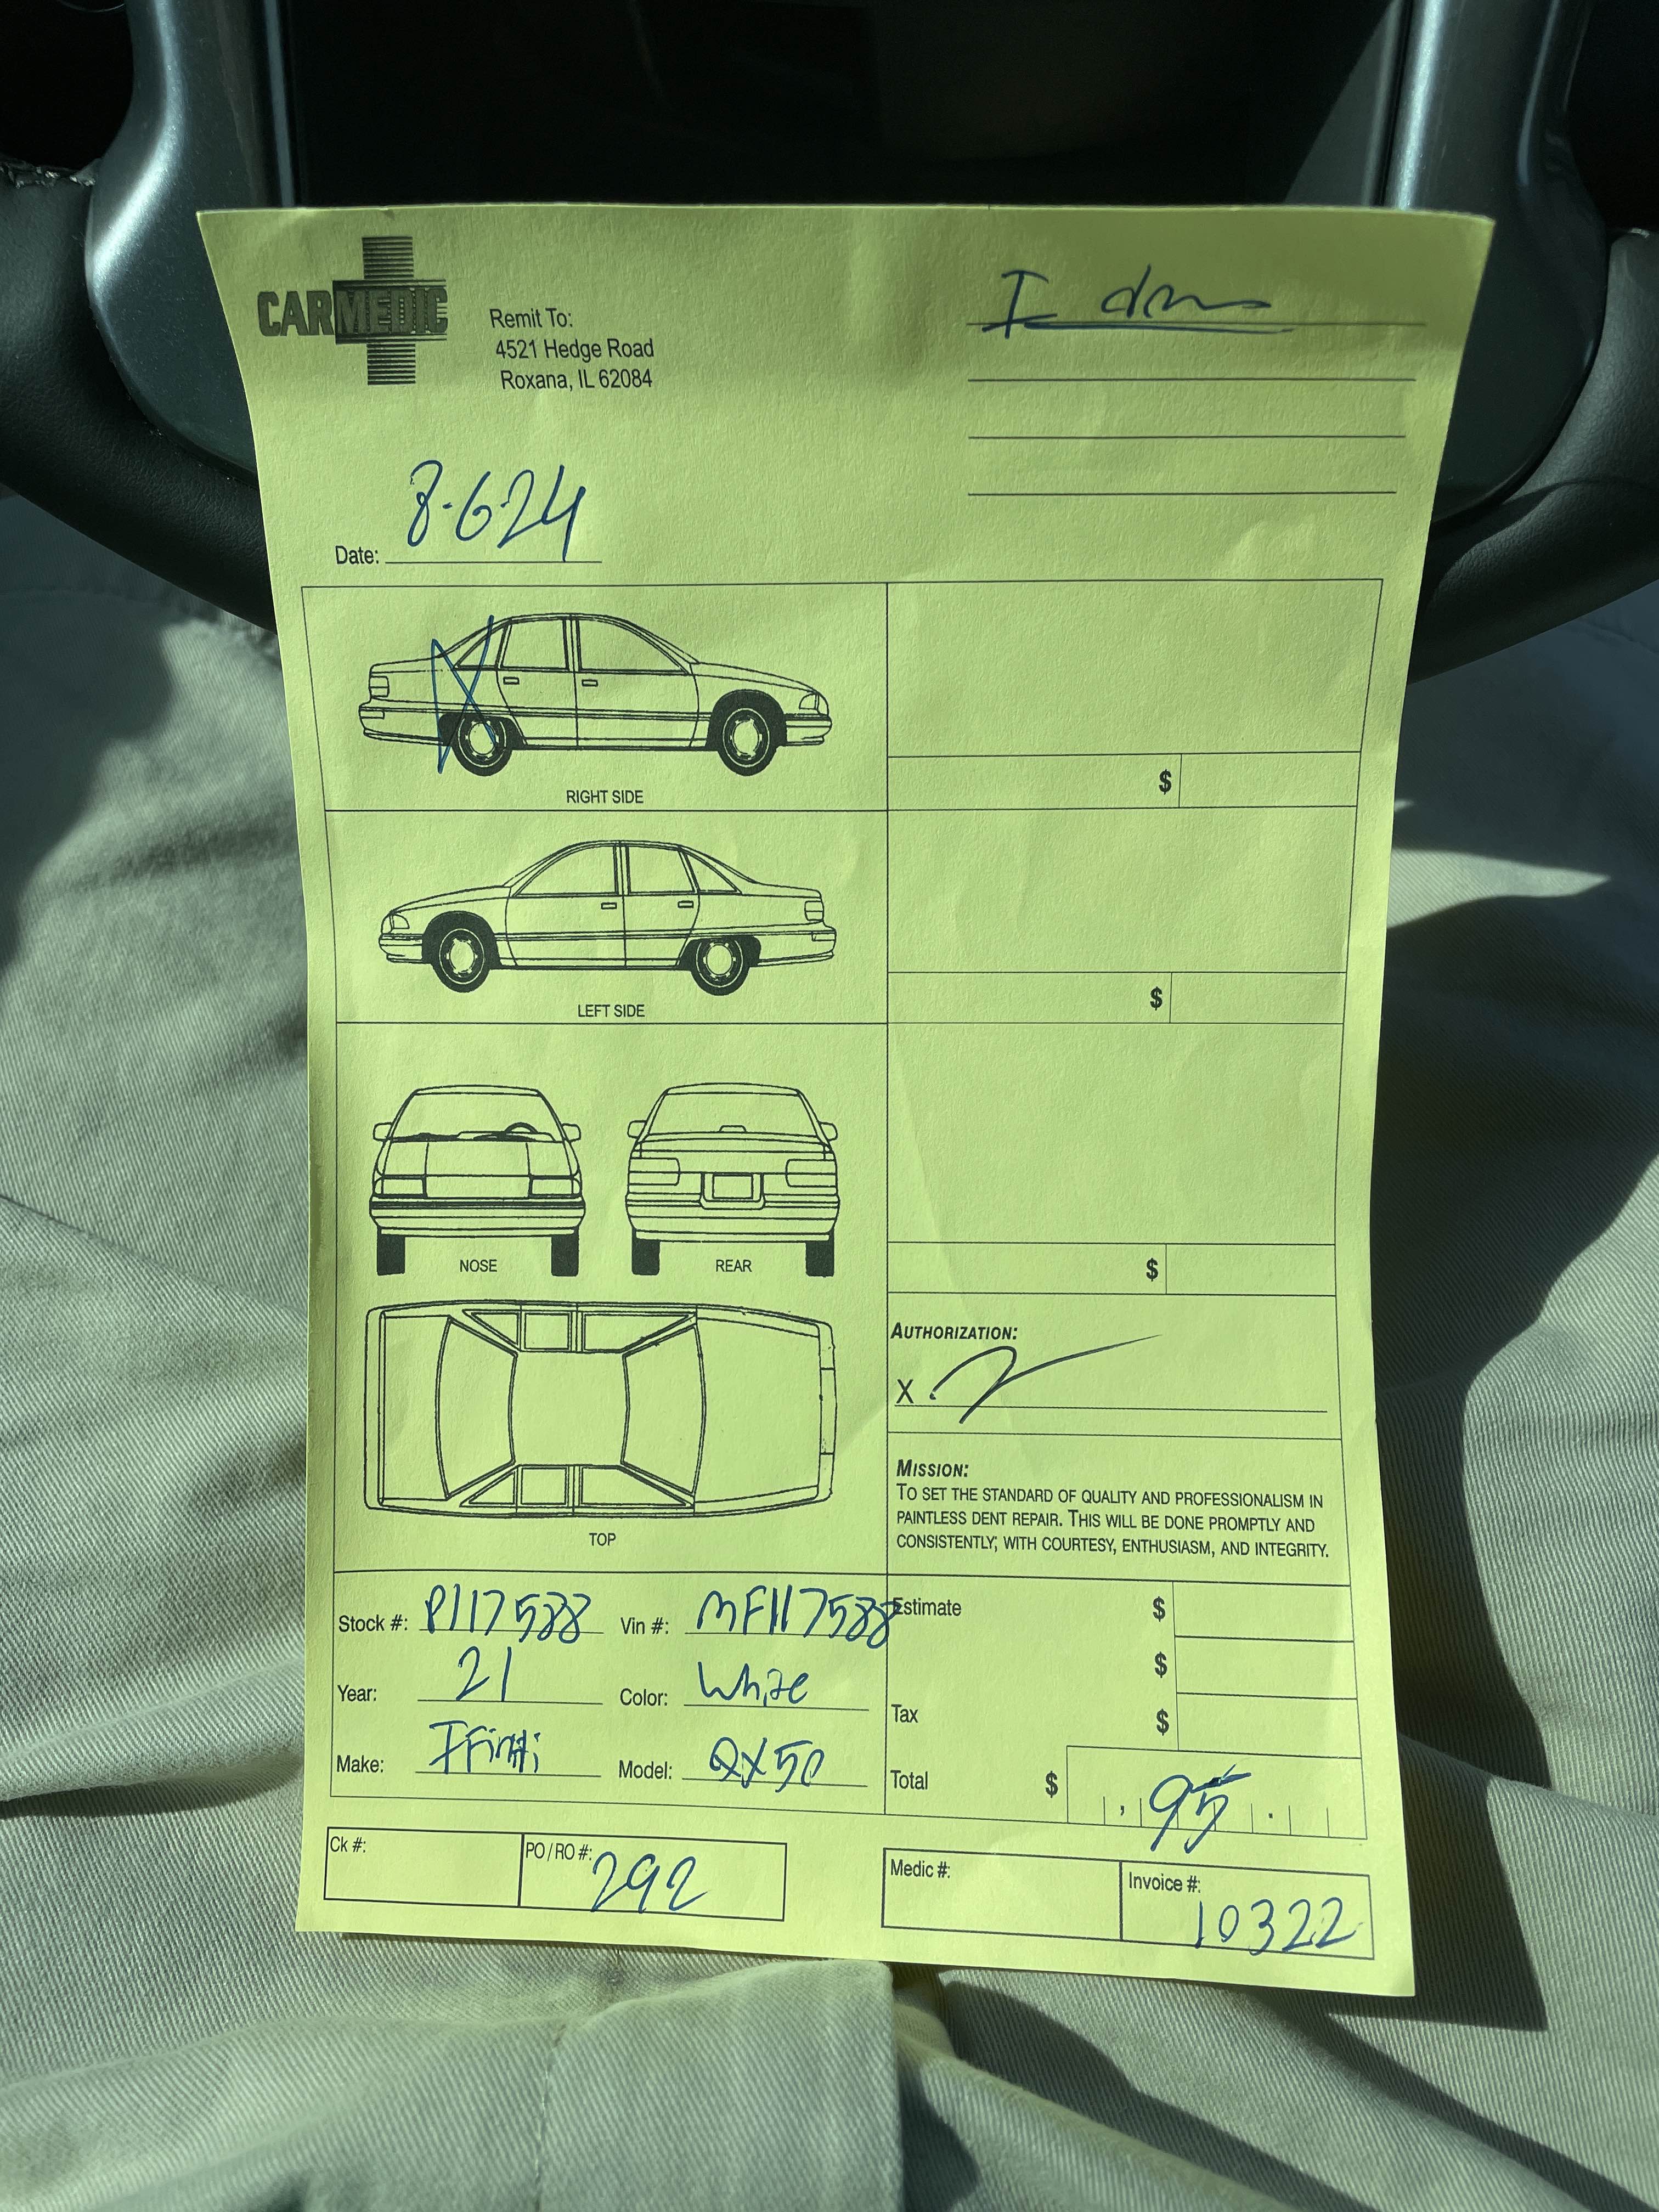 CARMEDIC
Remit To:
4521 Hedge Road
Roxana, IL 62084
I
Date: 8-6-24
RIGHT SIDE
$
LEFT SIDE
$
NOSE
REAR
$
TOP
AUTHORIZATION:
X
MISSION:
TO SET THE STANDARD OF QUALITY AND PROFESSIONALISM IN
PAINTLESS DENT REPAIR. THIS WILL BE DONE PROMPTLY AND
CONSISTENTLY; WITH COURTESY, ENTHUSIASM, AND INTEGRITY.
Stock #: P117588 Vin #: MF117588
Year: 21 Color: White
Make: Ifiniti Model: QX50
Estimate $
$
Tax $
Total $ 95
Ck #:
PO / RO #: 292
Medic #:
Invoice #: 10322